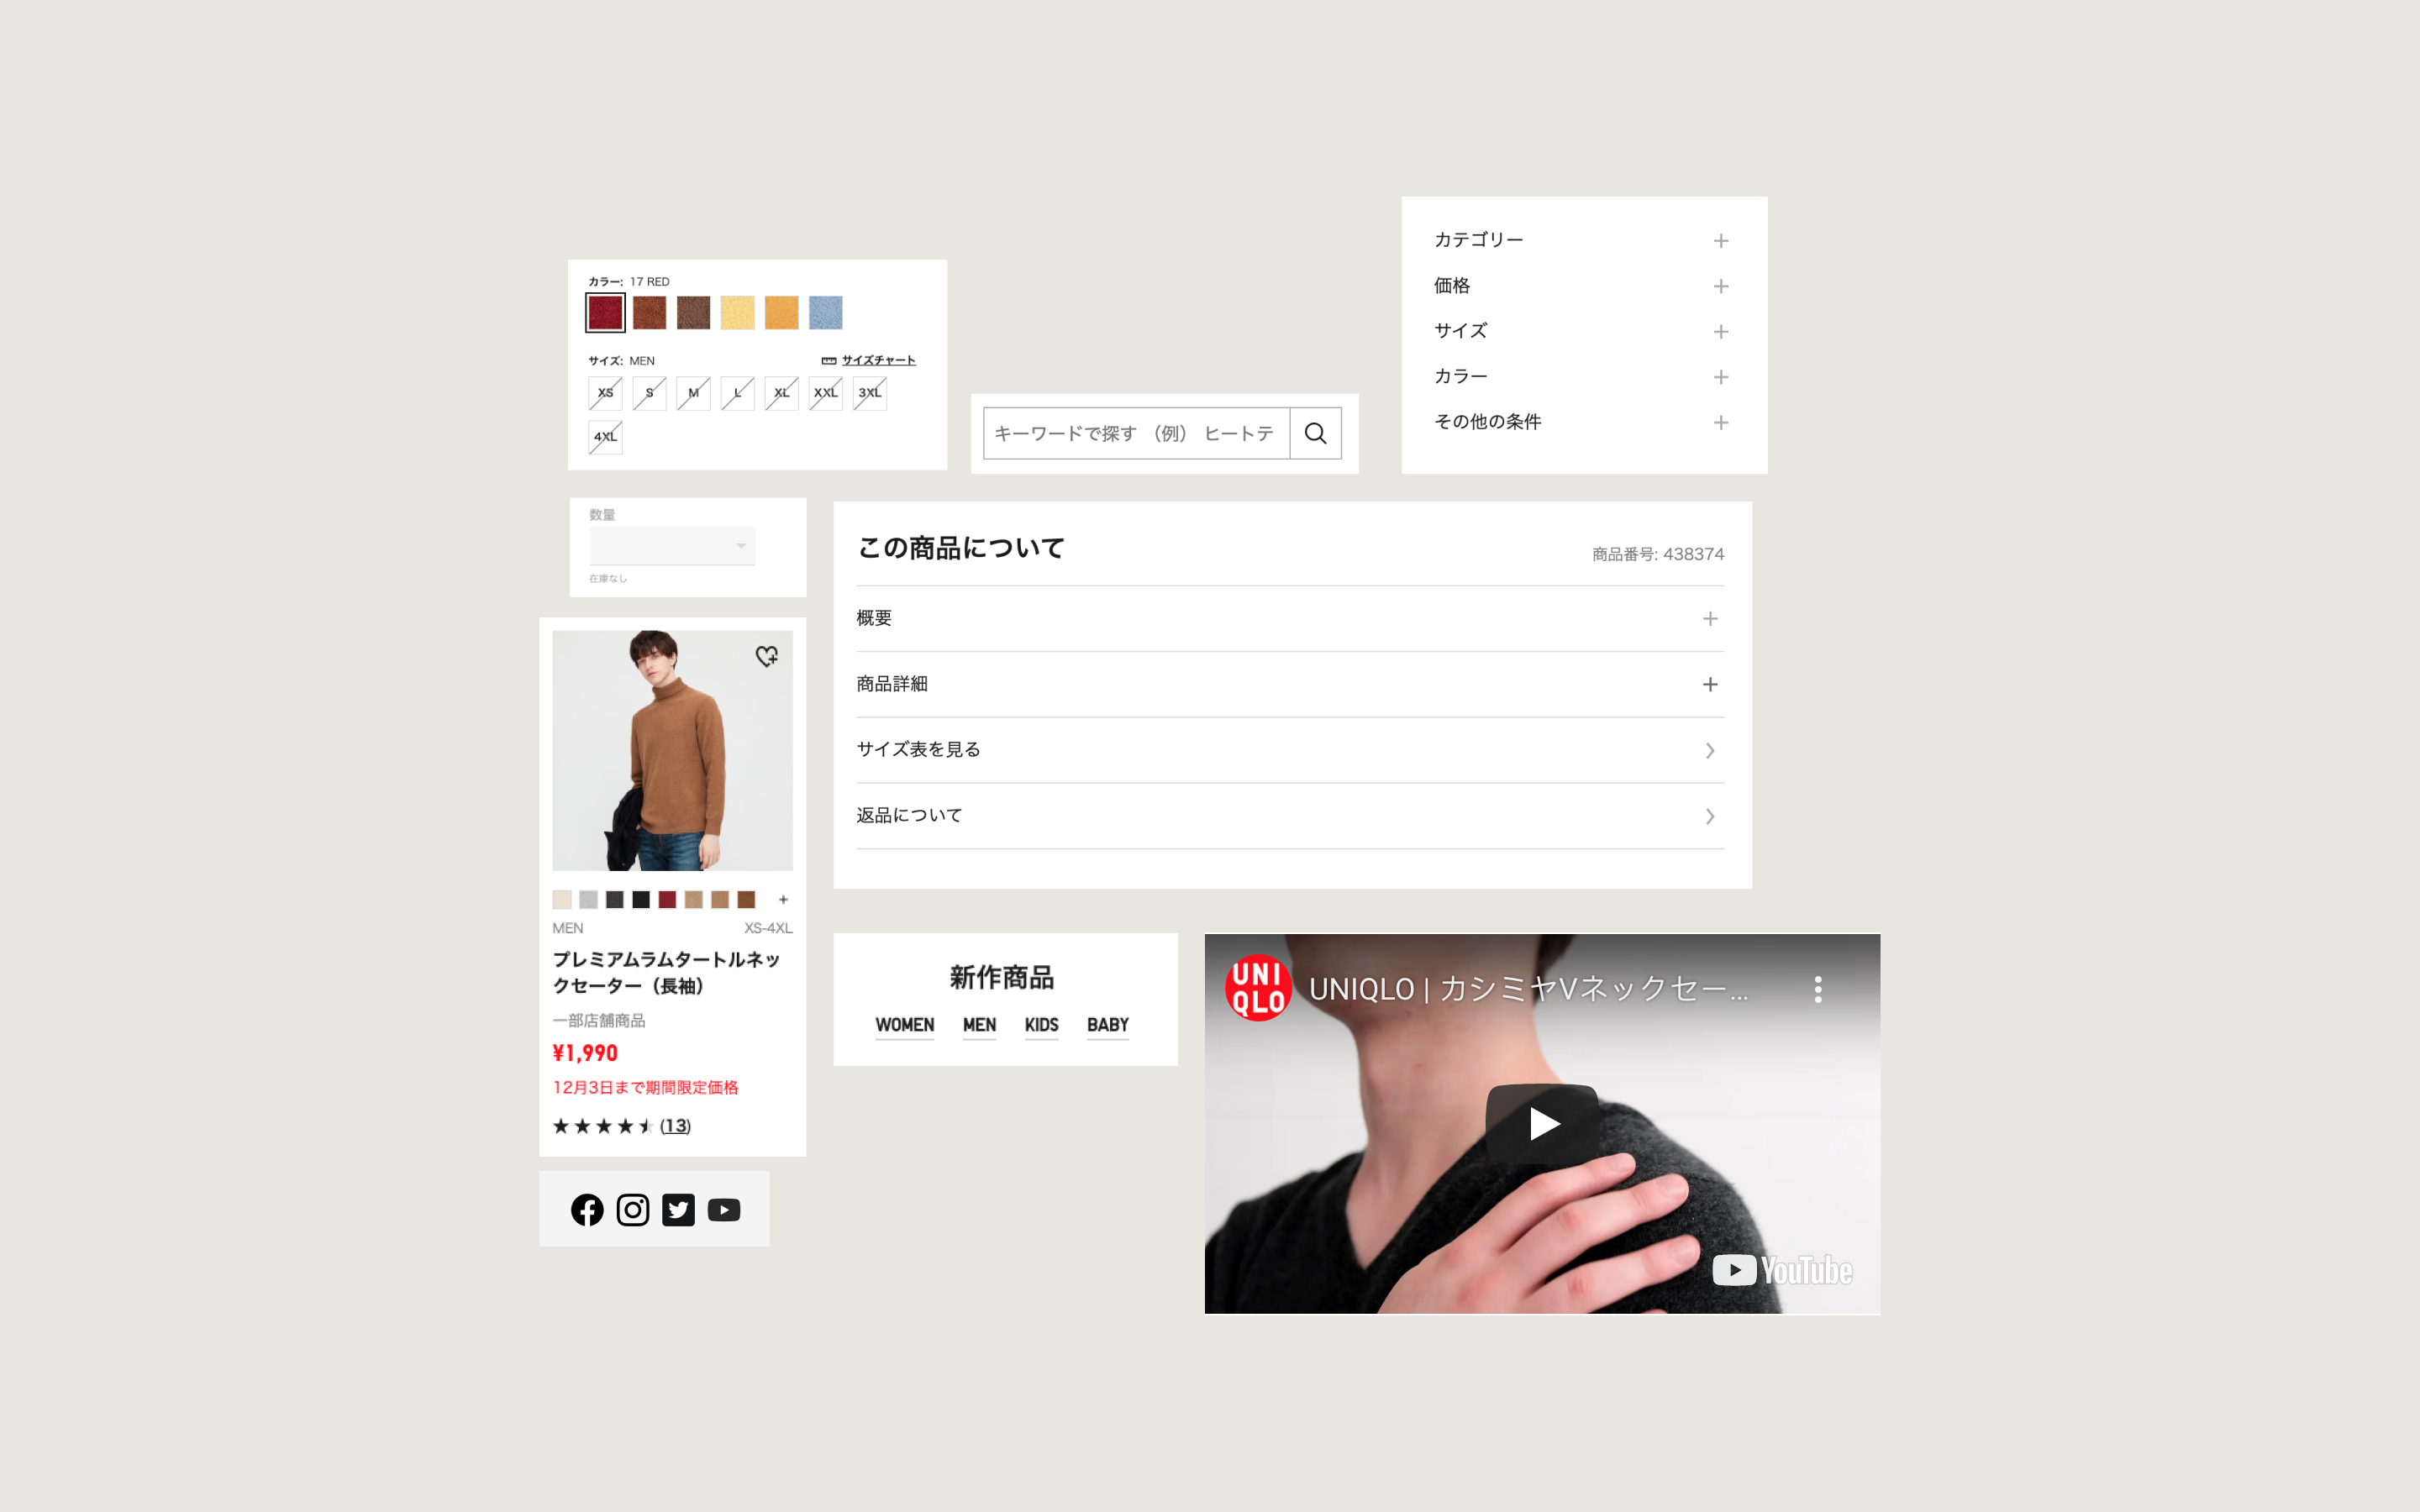 カラー: 17 RED
サイズ: MEN
サイズチャート
XS S M L XL XXL 3XL
4XL
キーワードで探す （例） ヒートテ
カテゴリー
価格
サイズ
カラー
その他の条件
数量
在庫なし
この商品について
商品番号: 438374
概要
商品詳細
サイズ表を見る
返品について
MEN
XS-4XL
プレミアムラムタートルネッ
クセーター（長袖）
一部店舗商品
¥1,990
12月3日まで期間限定価格
(13)
新作商品
WOMEN MEN KIDS BABY
UNI
QLO
UNIQLO | カシミヤVネックセー...
YouTube